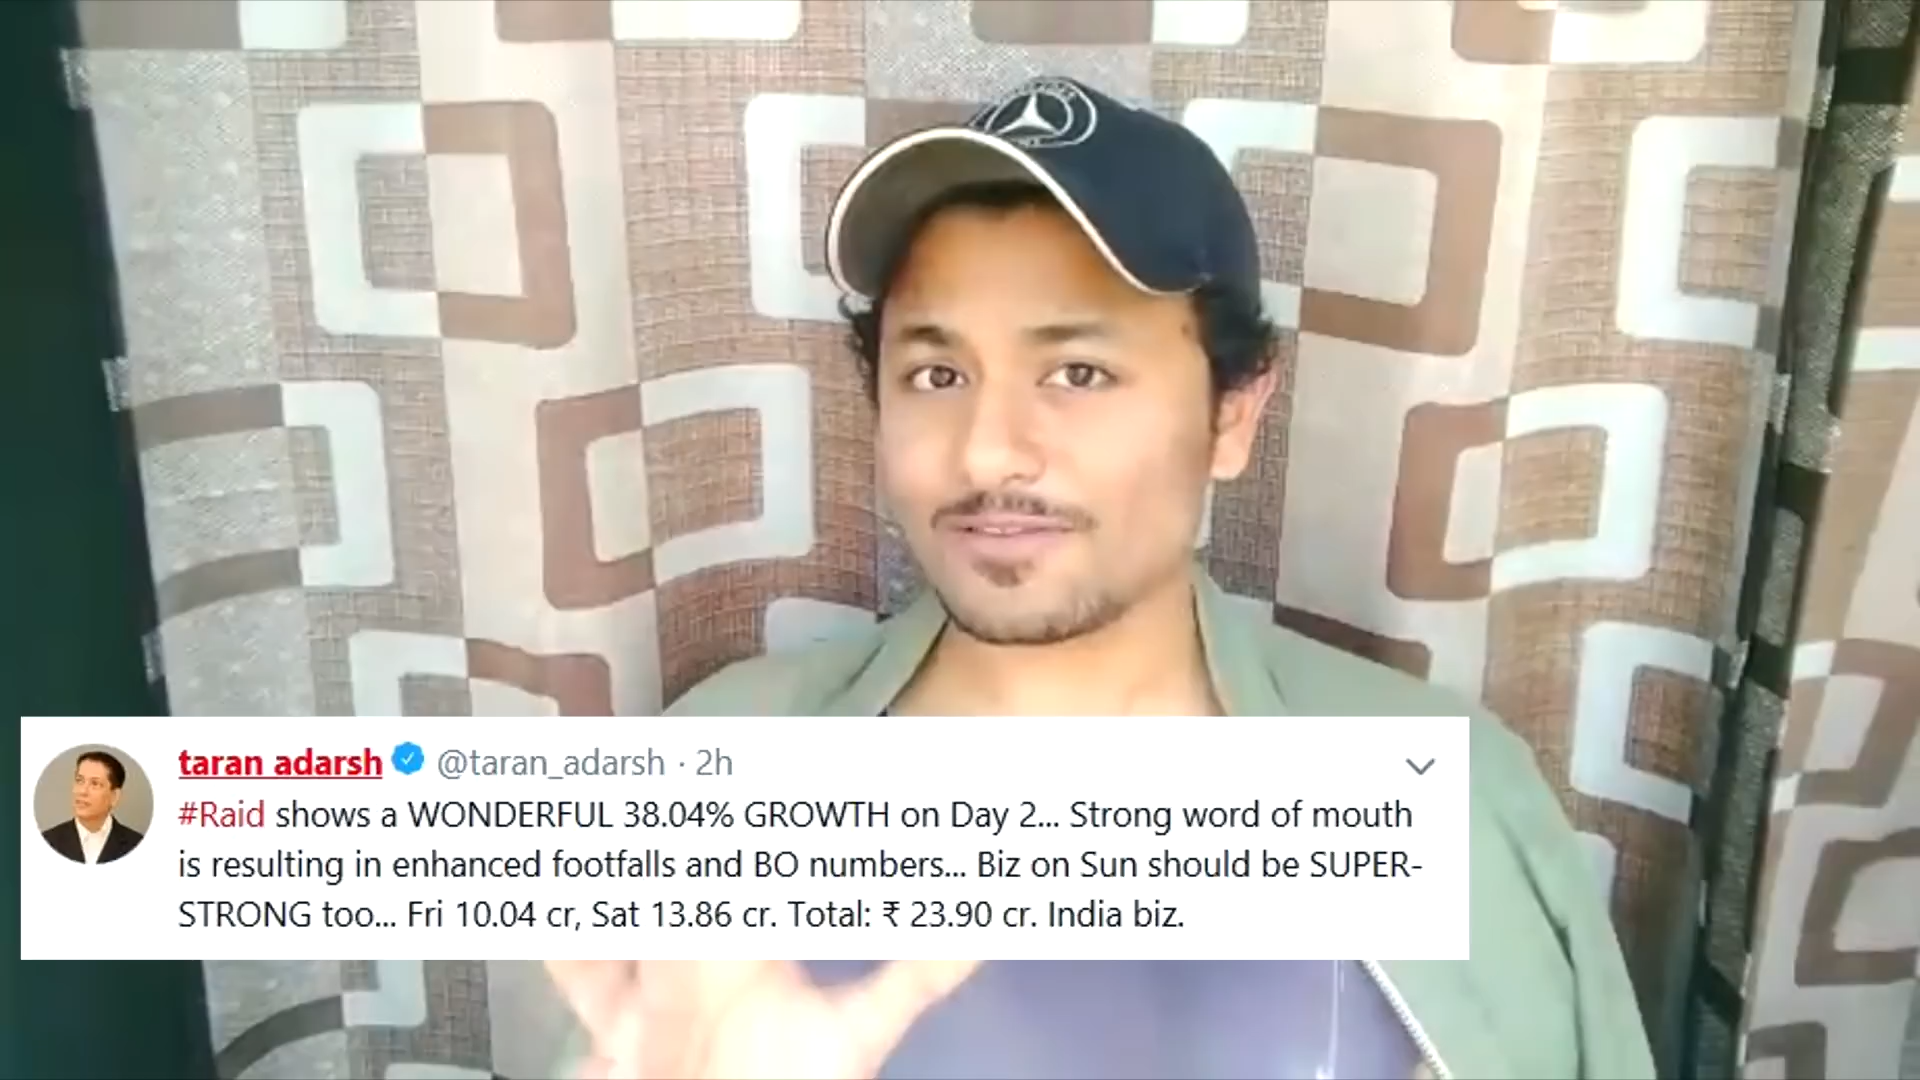 taran adarsh @taran_adarsh · 2h
#Raid shows a WONDERFUL 38.04% GROWTH on Day 2... Strong word of mouth
is resulting in enhanced footfalls and BO numbers... Biz on Sun should be SUPER-
STRONG too... Fri 10.04 cr, Sat 13.86 cr. Total: ₹ 23.90 cr. India biz.